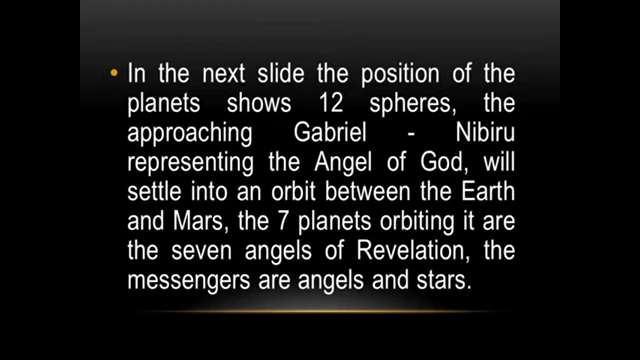 • In the next slide the position of the
planets shows 12 spheres, the
approaching Gabriel - Nibiru
representing the Angel of God, will
settle into an orbit between the Earth
and Mars, the 7 planets orbiting it are
the seven angels of Revelation, the
messengers are angels and stars.